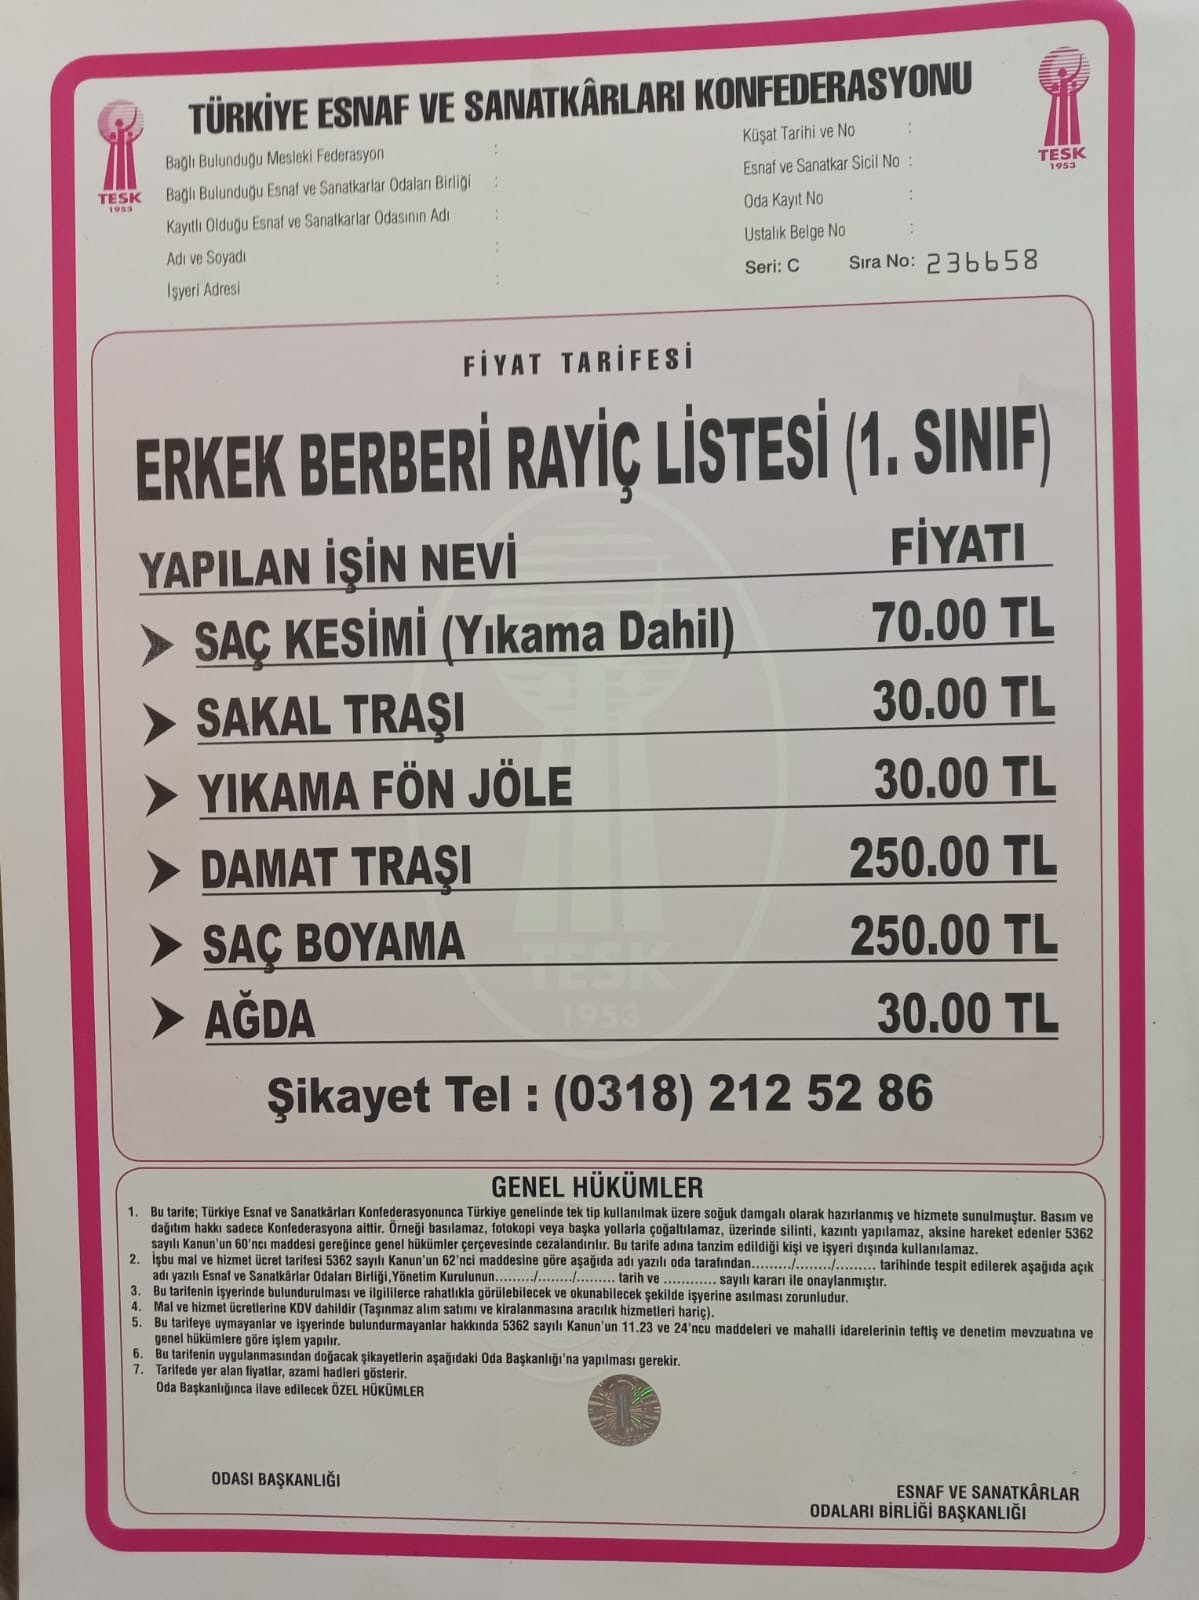 TÜRKİYE ESNAF VE SANATKÂRLARI KONFEDERASYONU
TESK
1953
TESK
1953
Bağlı Bulunduğu Mesleki Federasyon :
Bağlı Bulunduğu Esnaf ve Sanatkarlar Odaları Birliği :
Kayıtlı Olduğu Esnaf ve Sanatkarlar Odasının Adı :
Adı ve Soyadı :
İşyeri Adresi :
Küşat Tarihi ve No :
Esnaf ve Sanatkar Sicil No :
Oda Kayıt No :
Ustalık Belge No :
Seri: C Sıra No: 236658
FİYAT TARİFESİ
ERKEK BERBERİ RAYİÇ LİSTESİ (1. SINIF)
YAPILAN İŞİN NEVİ FİYATI
➤ SAÇ KESİMİ (Yıkama Dahil) 70.00 TL
➤ SAKAL TRAŞI 30.00 TL
➤ YIKAMA FÖN JÖLE 30.00 TL
➤ DAMAT TRAŞI 250.00 TL
➤ SAÇ BOYAMA 250.00 TL
➤ AĞDA 30.00 TL
TESK
1953
Şikayet Tel : (0318) 212 52 86
GENEL HÜKÜMLER
1. Bu tarife; Türkiye Esnaf ve Sanatkârları Konfederasyonunca Türkiye genelinde tek tip kullanılmak üzere soğuk damgalı olarak hazırlanmış ve hizmete sunulmuştur. Basım ve
dağıtım hakkı sadece Konfederasyona aittir. Örneği basılamaz, fotokopi veya başka yollarla çoğaltılamaz, üzerinde silinti, kazıntı yapılamaz, aksine hareket edenler 5362
sayılı Kanun'un 60'ncı maddesi gereğince genel hükümler çerçevesinde cezalandırılır. Bu tarife adına tanzim edildiği kişi ve işyeri dışında kullanılamaz.
2. İşbu mal ve hizmet ücret tarifesi 5362 sayılı Kanun'un 62'nci maddesine göre aşağıda adı yazılı oda tarafından........./......../......... tarihinde tespit edilerek aşağıda açık
adı yazılı Esnaf ve Sanatkârlar Odaları Birliği,Yönetim Kurulunun........./......../......... tarih ve ............ sayılı kararı ile onaylanmıştır.
3. Bu tarifenin işyerinde bulundurulması ve ilgililerce rahatlıkla görülebilecek ve okunabilecek şekilde işyerine asılması zorunludur.
4. Mal ve hizmet ücretlerine KDV dahildir (Taşınmaz alım satımı ve kiralanmasına aracılık hizmetleri hariç).
5. Bu tarifeye uymayanlar ve işyerinde bulundurmayanlar hakkında 5362 sayılı Kanun'un 11.23 ve 24'ncu maddeleri ve mahalli idarelerinin teftiş ve denetim mevzuatına ve
genel hükümlere göre işlem yapılır.
6. Bu tarifenin uygulanmasından doğacak şikayetlerin aşağıdaki Oda Başkanlığı'na yapılması gerekir.
7. Tarifede yer alan fiyatlar, azami hadleri gösterir.
Oda Başkanlığınca ilave edilecek ÖZEL HÜKÜMLER
ODASI BAŞKANLIĞI
ESNAF VE SANATKÂRLAR
ODALARI BİRLİĞİ BAŞKANLIĞI